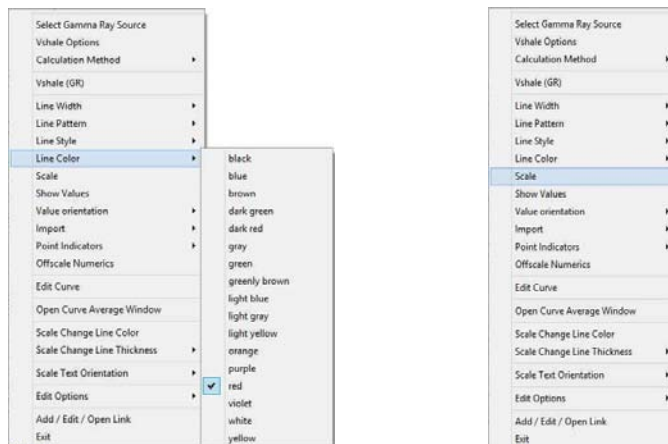 Select Gamma Ray Source
Vshale Options
Calculation Method
Vshale (GR)
Line Width
Line Pattern
Line Style
Line Color
Scale
Show Values
Value orientation
Import
Point Indicators
Offscale Numerics
Edit Curve
Open Curve Average Window
Scale Change Line Color
Scale Change Line Thickness
Scale Text Orientation
Edit Options
Add / Edit / Open Link
Exit
black
blue
brown
dark green
dark red
gray
green
greenly brown
light blue
light gray
light yellow
orange
purple
red
violet
white
yellow
Select Gamma Ray Source
Vshale Options
Calculation Method
Vshale (GR)
Line Width
Line Pattern
Line Style
Line Color
Scale
Show Values
Value orientation
Import
Point Indicators
Offscale Numerics
Edit Curve
Open Curve Average Window
Scale Change Line Color
Scale Change Line Thickness
Scale Text Orientation
Edit Options
Add / Edit / Open Link
Exit